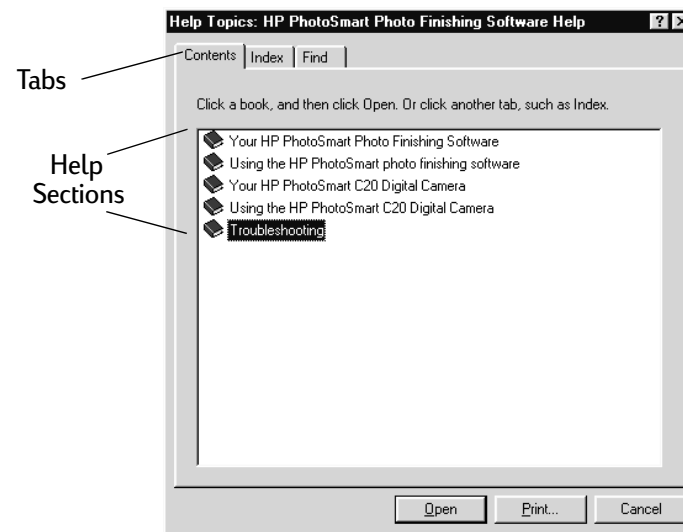 Help Topics: HP PhotoSmart Photo Finishing Software Help
Contents Index Find
Tabs
Click a book, and then click Open. Or click another tab, such as Index.
Help
Sections
Your HP PhotoSmart Photo Finishing Software
Using the HP PhotoSmart photo finishing software
Your HP PhotoSmart C20 Digital Camera
Using the HP PhotoSmart C20 Digital Camera
Troubleshooting
Open Print... Cancel